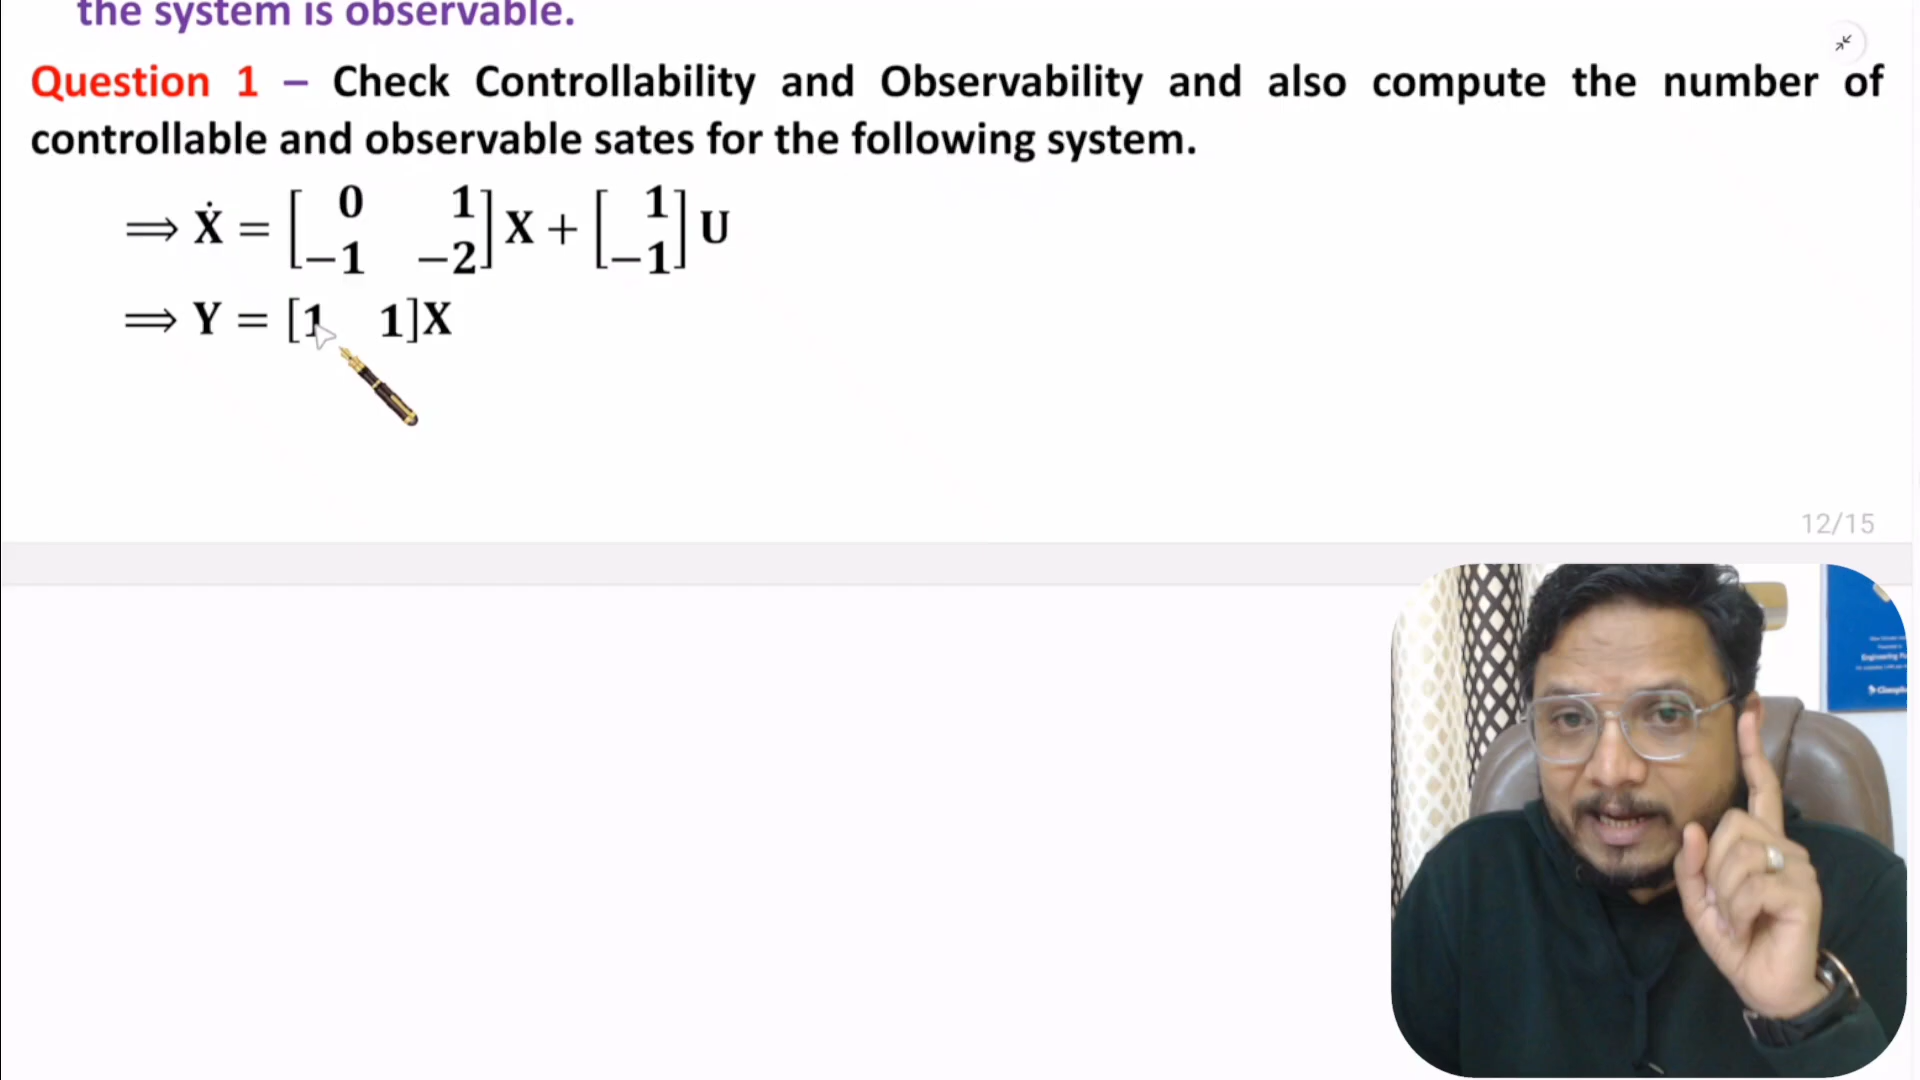 the system is observable.
Question 1 – Check Controllability and Observability and also compute the number of
controllable and observable sates for the following system.
⟹ Ẋ = [0 1; −1 −2] X + [1; −1] U
⟹ Y = [1 1]X
12/15